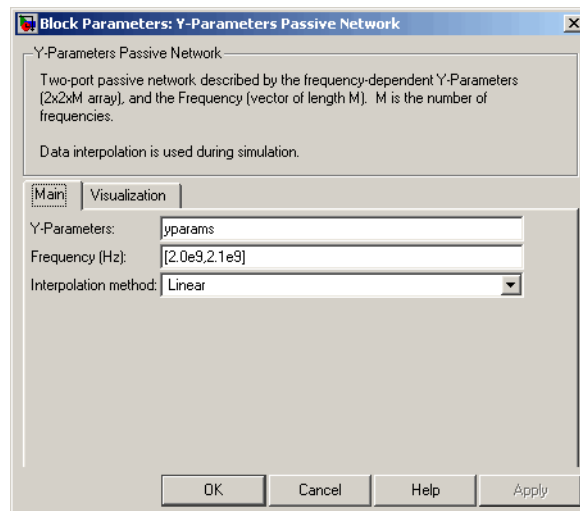 Block Parameters: Y-Parameters Passive Network
Y-Parameters Passive Network
Two-port passive network described by the frequency-dependent Y-Parameters
(2x2xM array), and the Frequency (vector of length M).  M is the number of
frequencies.
Data interpolation is used during simulation.
Main Visualization
Y-Parameters: yparams
Frequency (Hz): [2.0e9,2.1e9]
Interpolation method: Linear
OK Cancel Help Apply